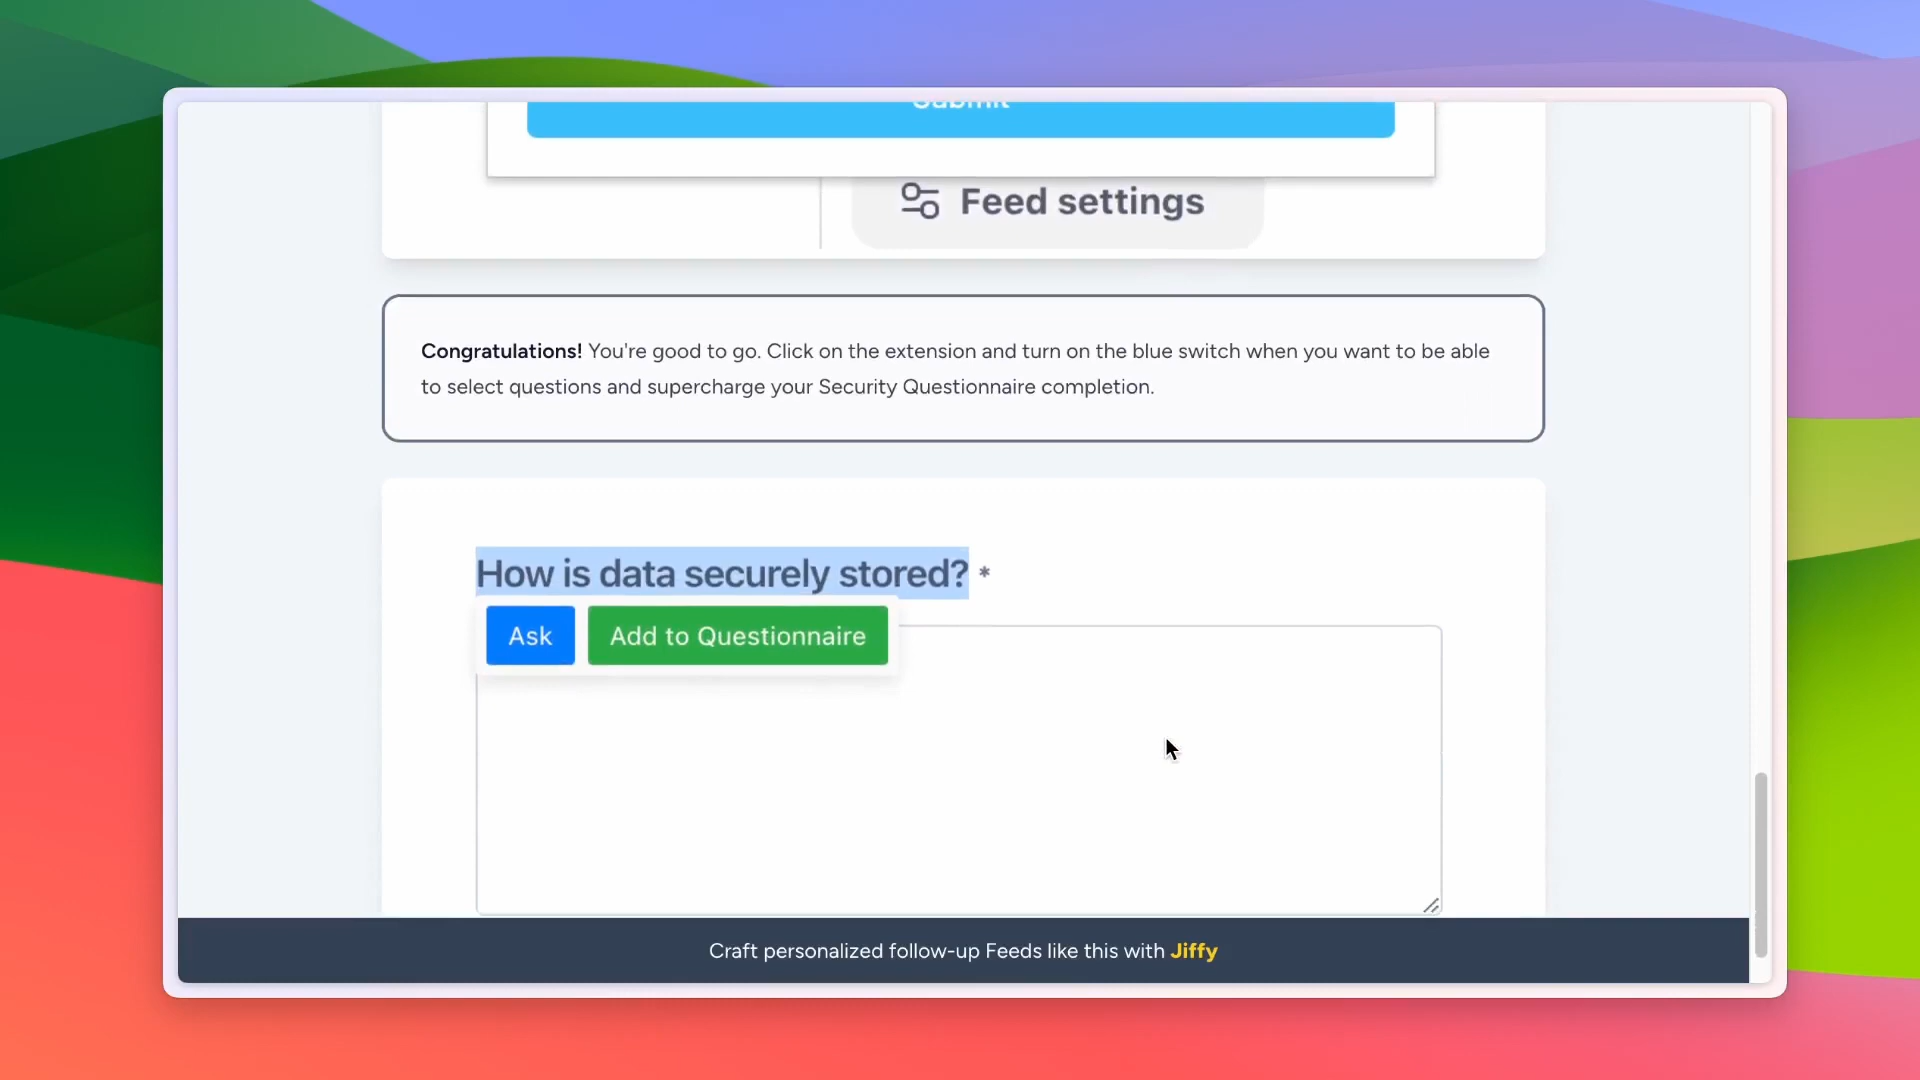 Submit
Feed settings
Congratulations! You're good to go. Click on the extension and turn on the blue switch when you want to be able
to select questions and supercharge your Security Questionnaire completion.
How is data securely stored? *
Ask Add to Questionnaire
Craft personalized follow-up Feeds like this with Jiffy